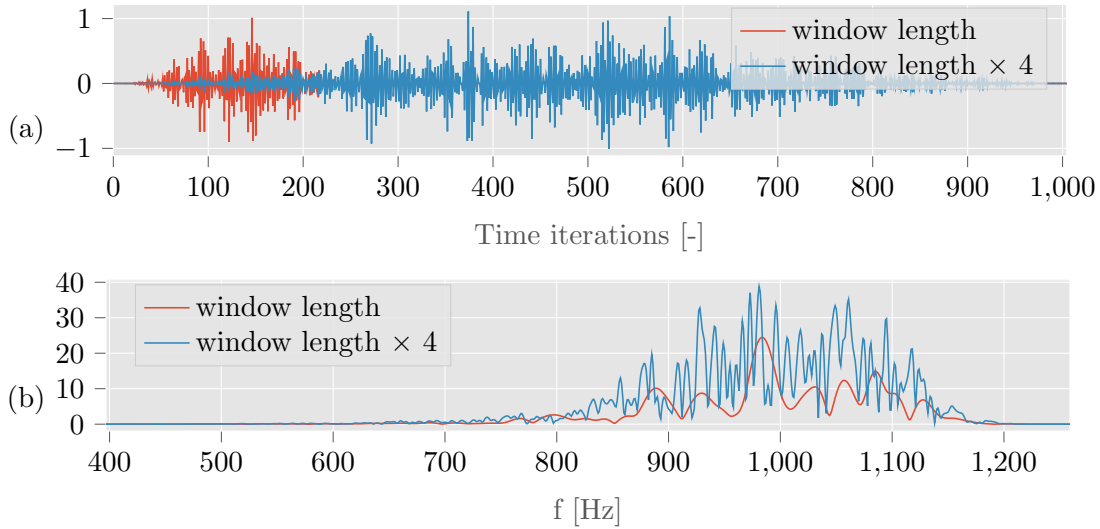 1
0
−1
(a)
window length
window length × 4
0 100 200 300 400 500 600 700 800 900 1,000
Time iterations [-]
40
30
20
10
0
(b)
window length
window length × 4
400 500 600 700 800 900 1,000 1,100 1,200
f [Hz]